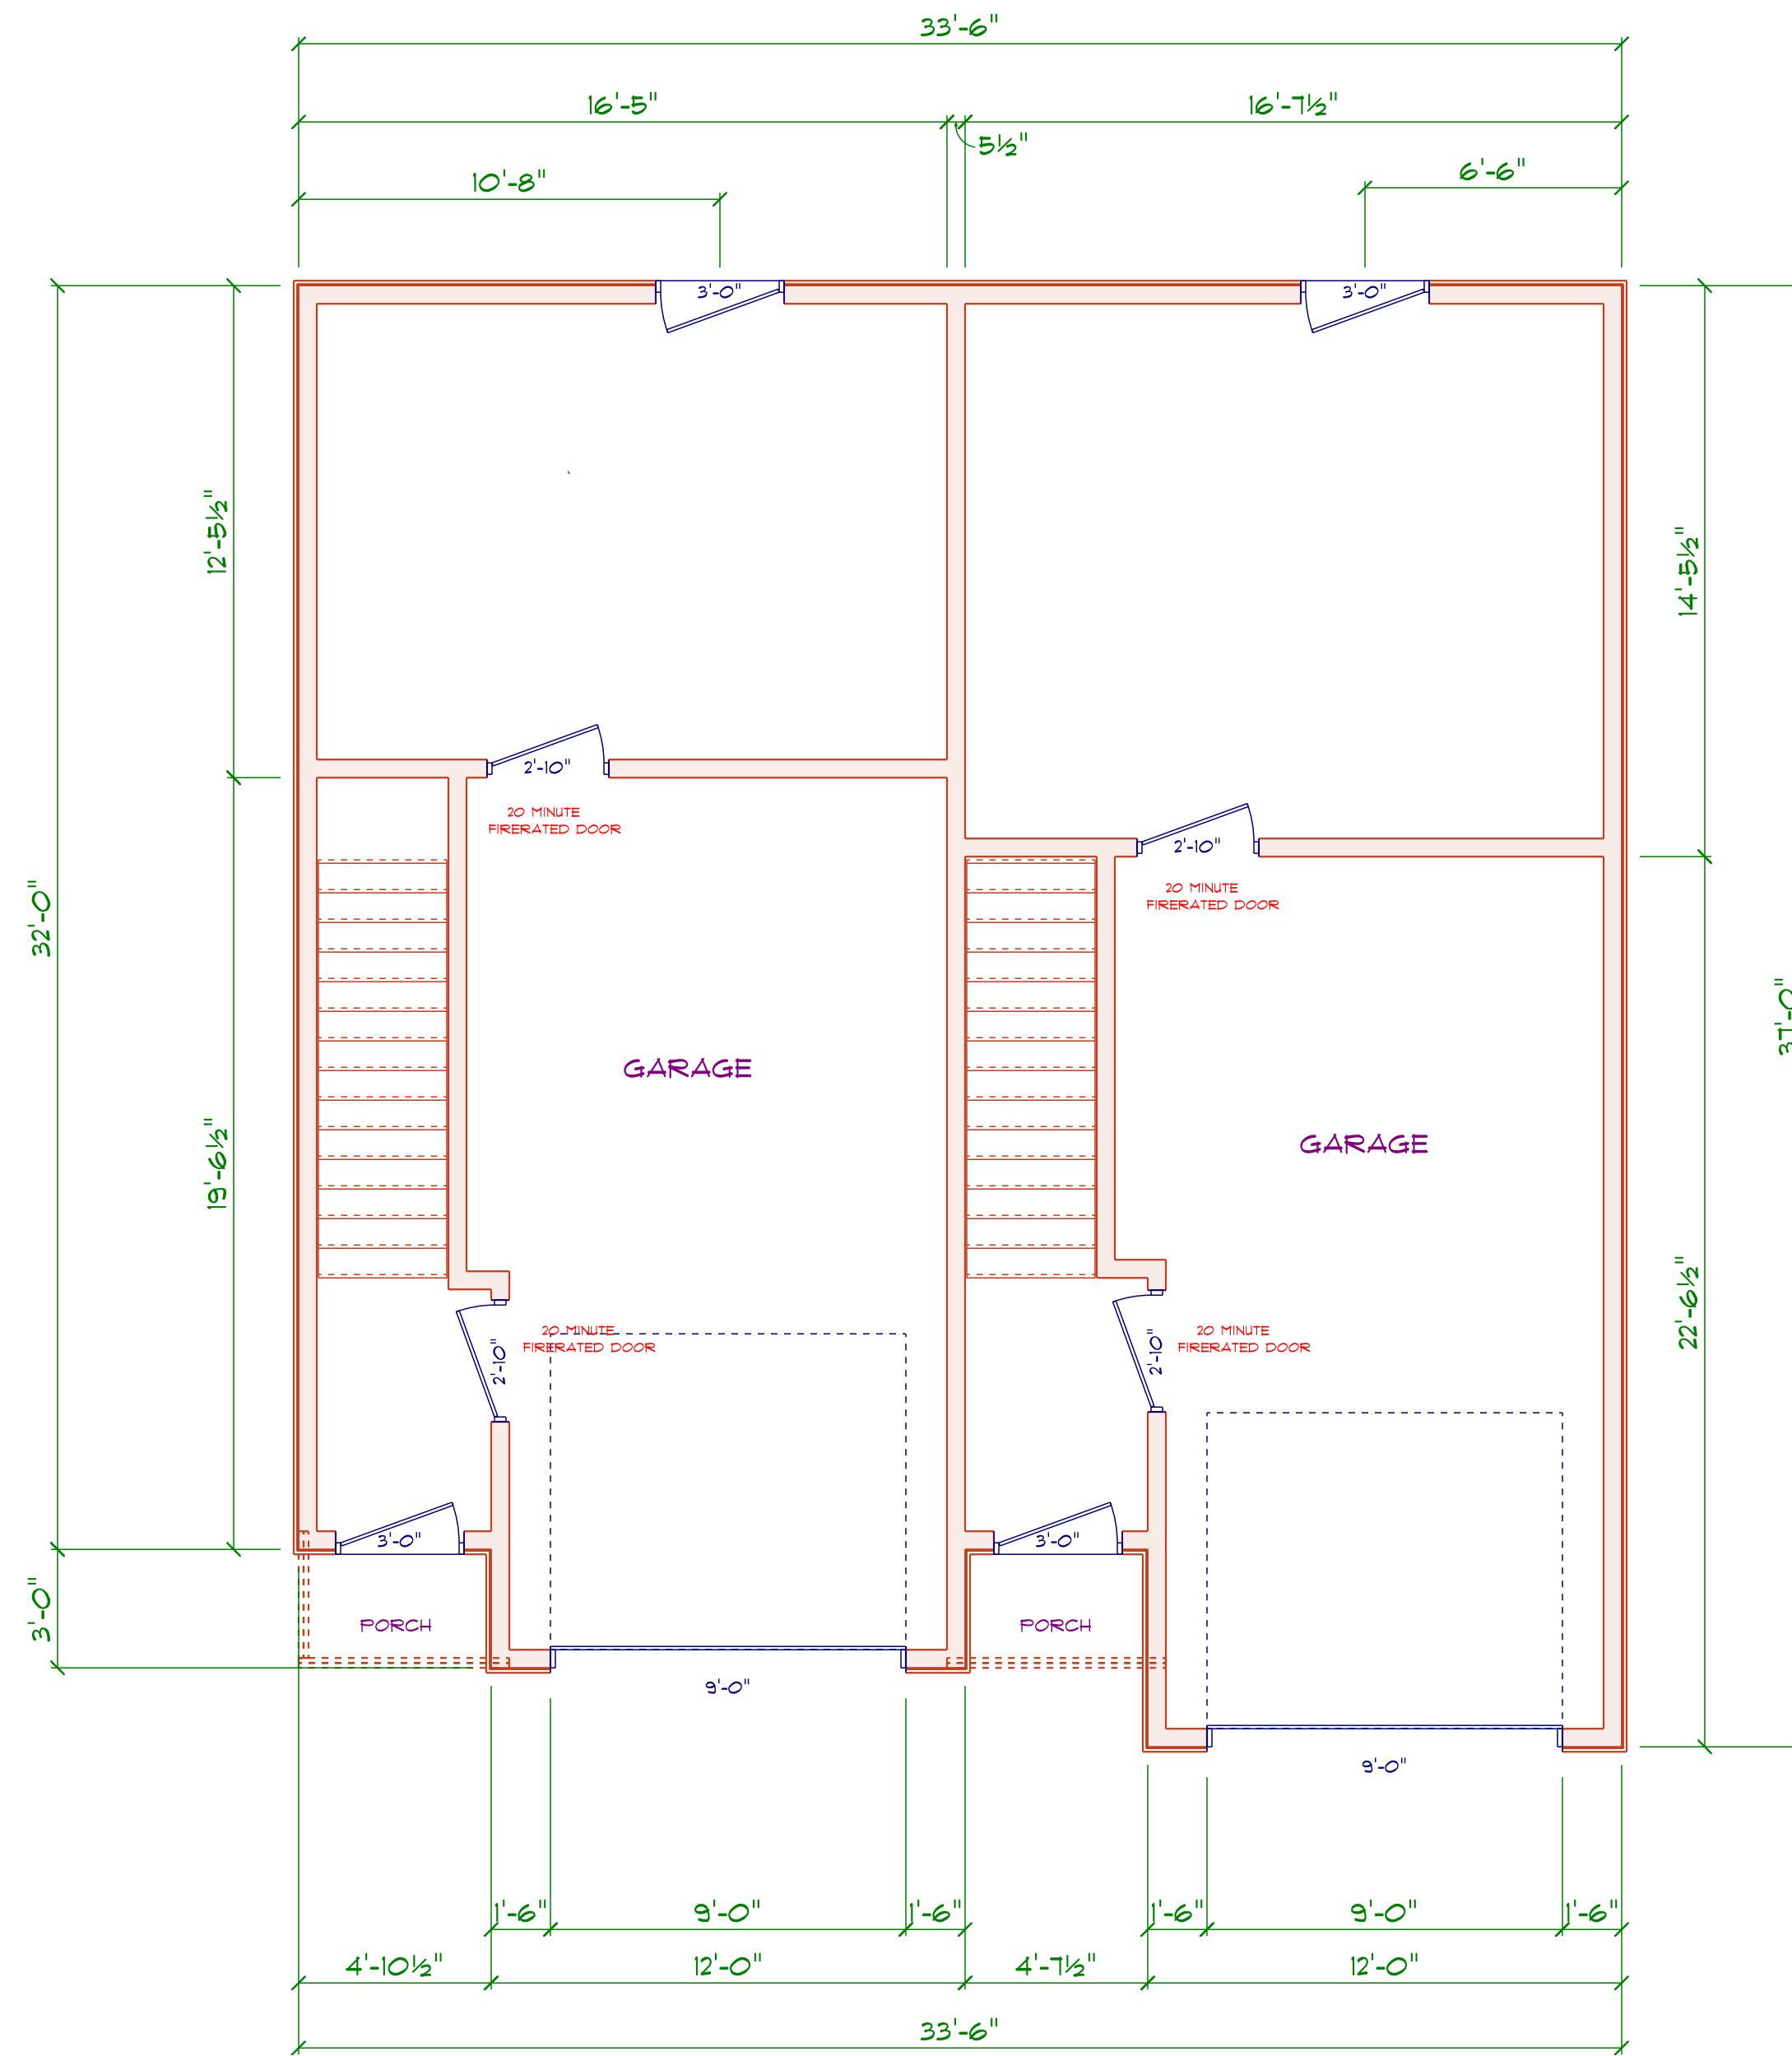 33'-6"
16'-5"
16'-7½"
5½"
6'-6"
10'-8"
3'-0"
3'-0"
12'-5½"
14'-5½"
2'-10"
20 MINUTE
FIRERATED DOOR
2'-10"
20 MINUTE
FIRERATED DOOR
32'-0"
37'-0"
GARAGE
GARAGE
19'-6½"
22'-6½"
20 MINUTE
FIRERATED DOOR
2'-10"
20 MINUTE
FIRERATED DOOR
2'-10"
3'-0"
3'-0"
3'-0"
PORCH
PORCH
9'-0"
9'-0"
1'-6"
9'-0"
1'-6"
1'-6"
9'-0"
1'-6"
4'-10½"
12'-0"
4'-7½"
12'-0"
33'-6"